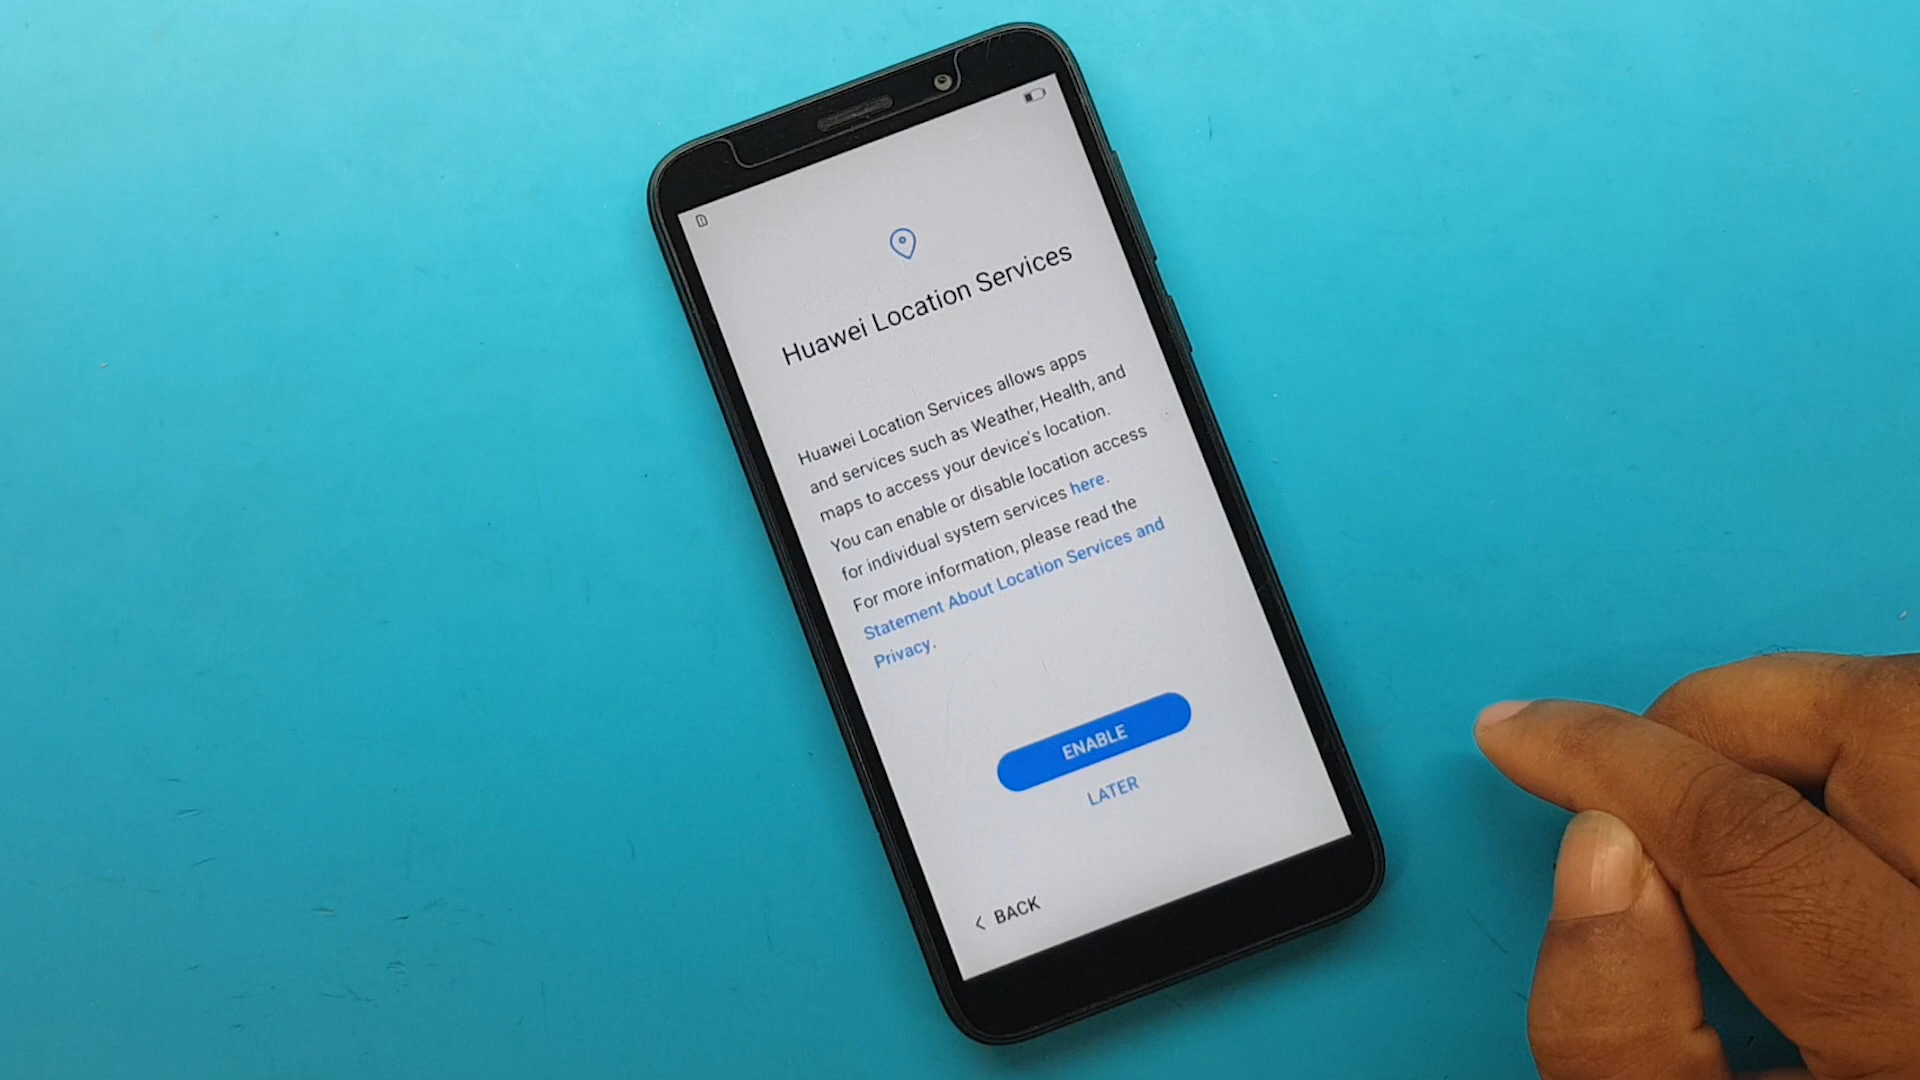 Huawei Location Services
Huawei Location Services allows apps
and services such as Weather, Health, and
maps to access your device's location.
You can enable or disable location access
for individual system services here.
For more information, please read the
Statement About Location Services and
Privacy.
ENABLE
LATER
< BACK